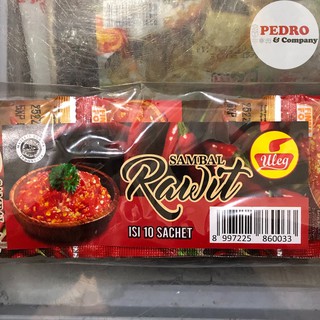 PEDRO
& Company
SAMBAL
Rawit
Uleg
ISI 10 SACHET
8 997225 860033